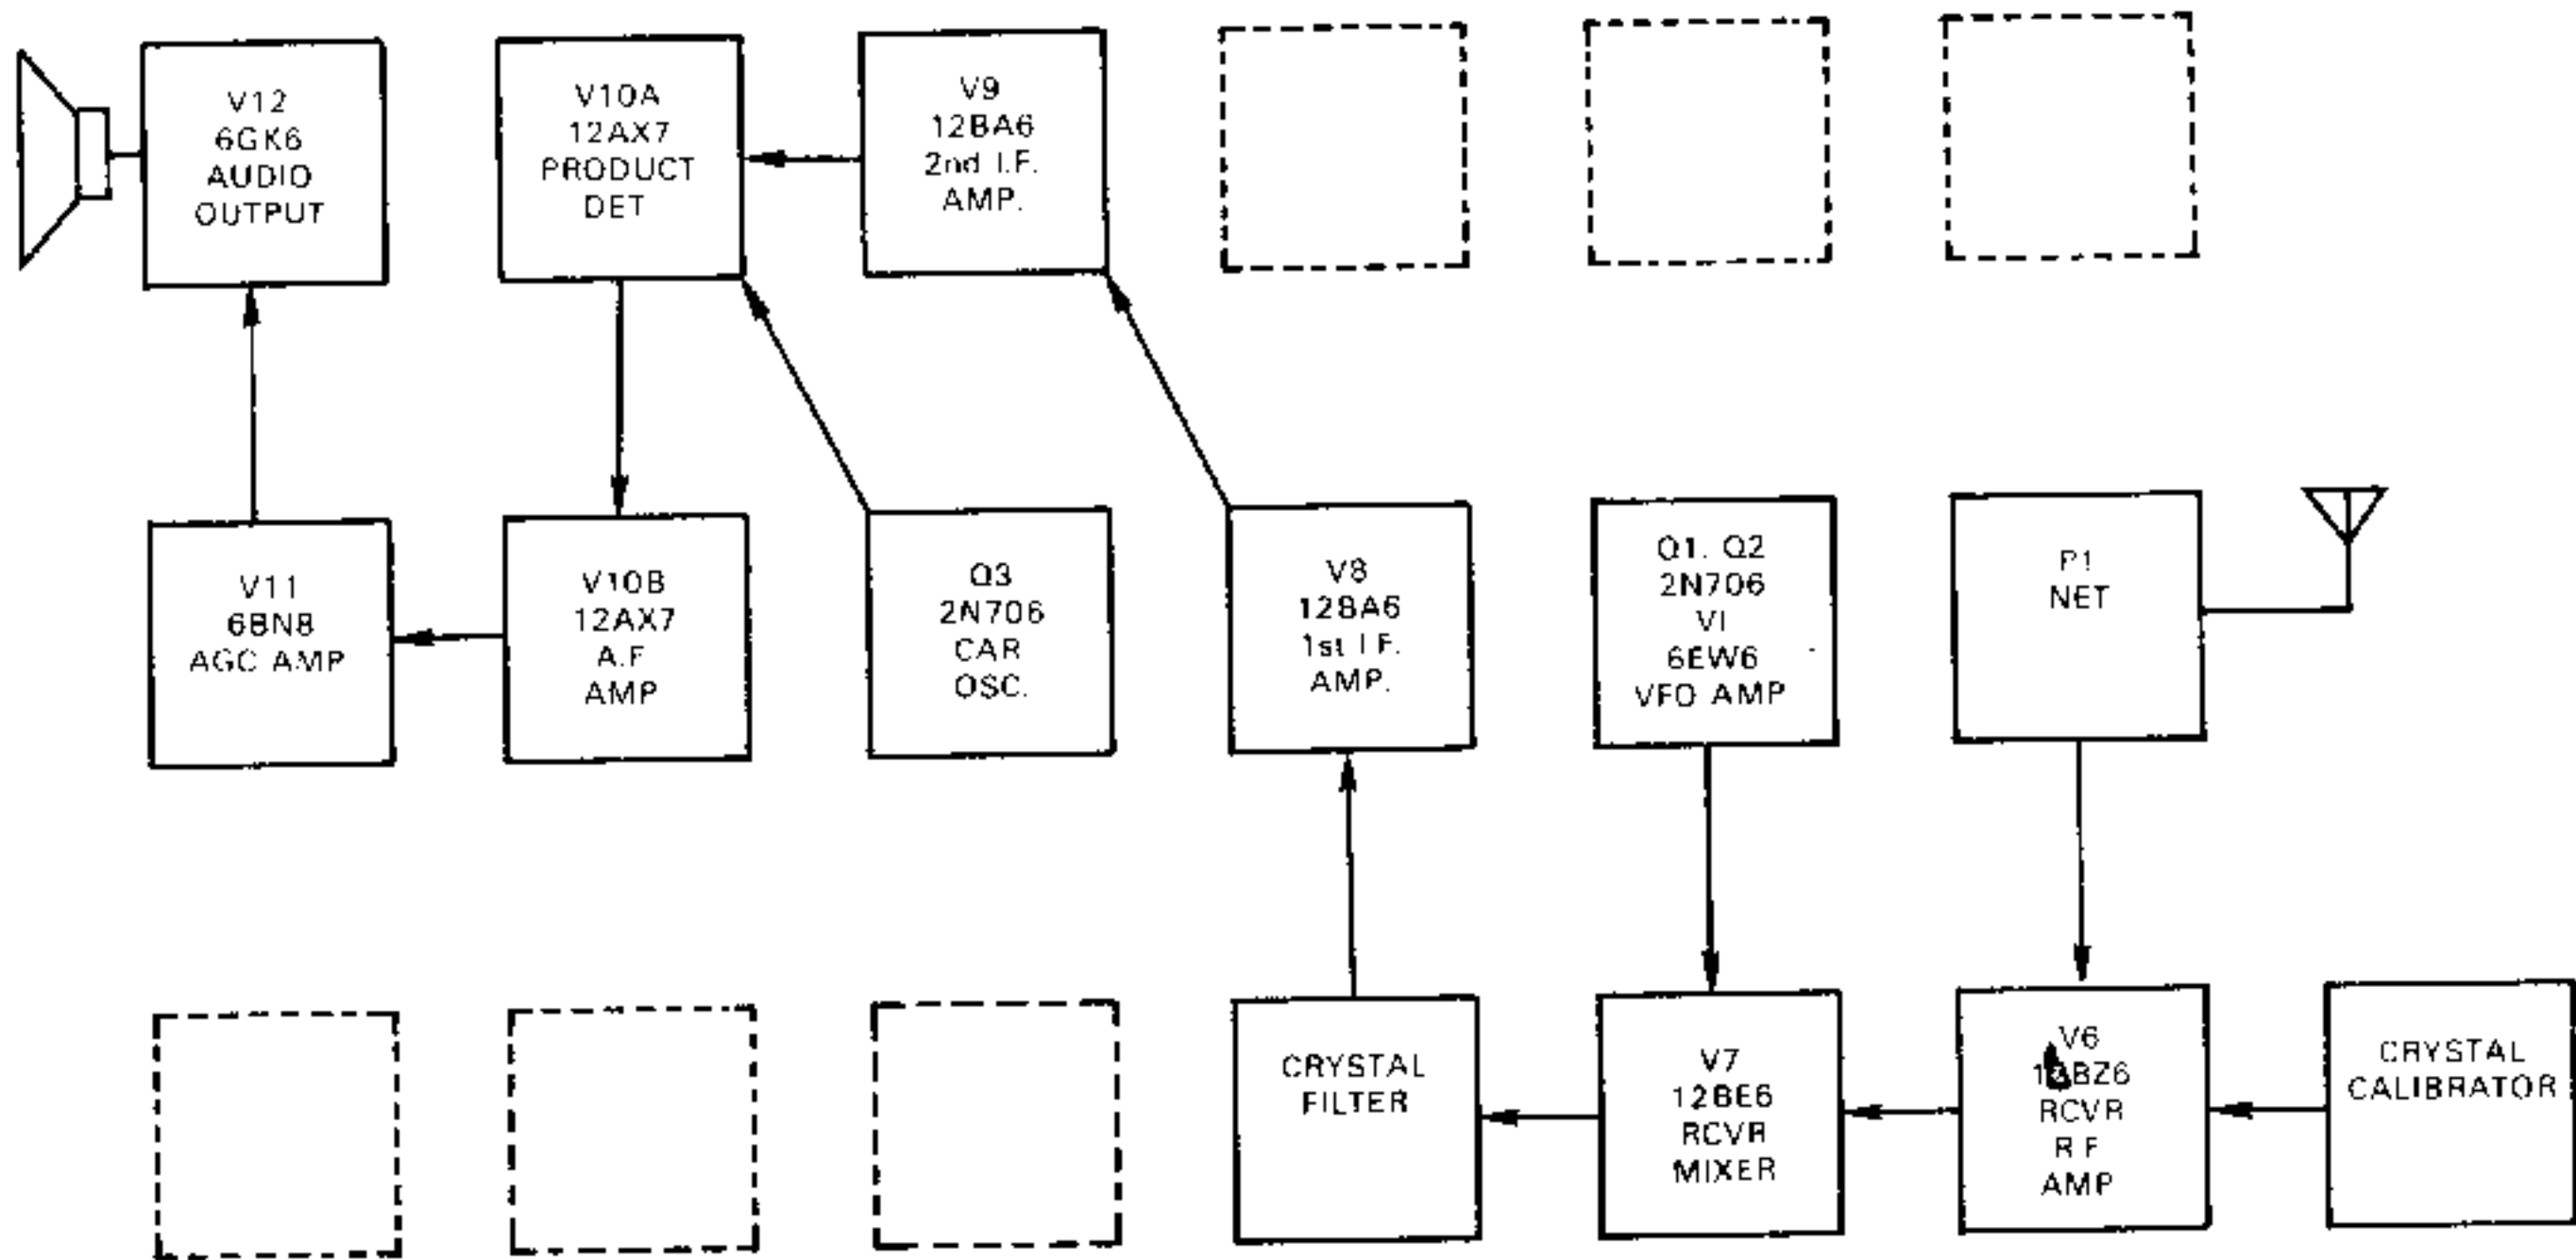 V12
6GK6
AUDIO
OUTPUT
V10A
12AX7
PRODUCT
DET
V9
12BA6
2nd I.F.
AMP.
V11
6BN8
AGC AMP
V10B
12AX7
A.F
AMP
Q3
2N706
CAR
OSC.
V8
12BA6
1st I.F.
AMP.
Q1. Q2
2N706
VI
6EW6
VFO AMP
P1
NET
CRYSTAL
FILTER
V7
12BE6
RCVR
MIXER
V6
RCVR
R F
AMP
CRYSTAL
CALIBRATOR